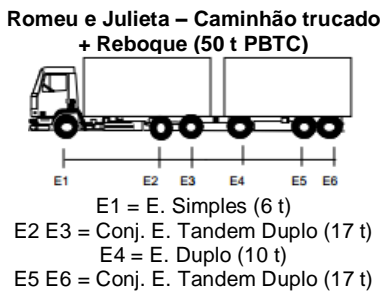 Romeu e Julieta – Caminhão trucado
+ Reboque (50 t PBTC)
E1 E2 E3 E4 E5 E6
E1 = E. Simples (6 t)
E2 E3 = Conj. E. Tandem Duplo (17 t)
E4 = E. Duplo (10 t)
E5 E6 = Conj. E. Tandem Duplo (17 t)